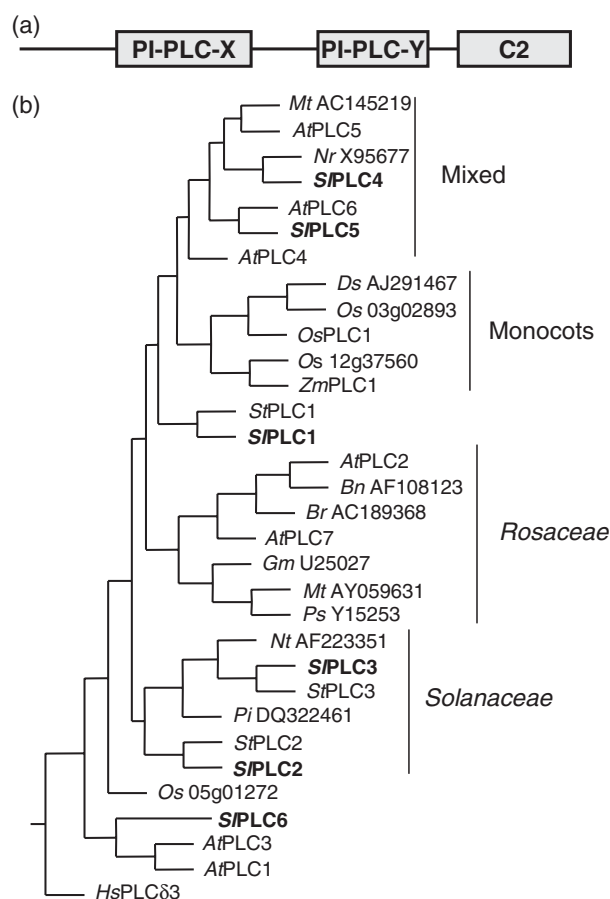 (a)
PI-PLC-X PI-PLC-Y C2
(b)
Mt AC145219
AtPLC5
Nr X95677
SlPLC4
AtPLC6
SlPLC5
AtPLC4
Mixed
Ds AJ291467
Os 03g02893
OsPLC1
Os 12g37560
ZmPLC1
Monocots
StPLC1
SlPLC1
AtPLC2
Bn AF108123
Br AC189368
AtPLC7
Gm U25027
Mt AY059631
Ps Y15253
Rosaceae
Nt AF223351
SlPLC3
StPLC3
Pi DQ322461
StPLC2
SlPLC2
Solanaceae
Os 05g01272
SlPLC6
AtPLC3
AtPLC1
HsPLCδ3